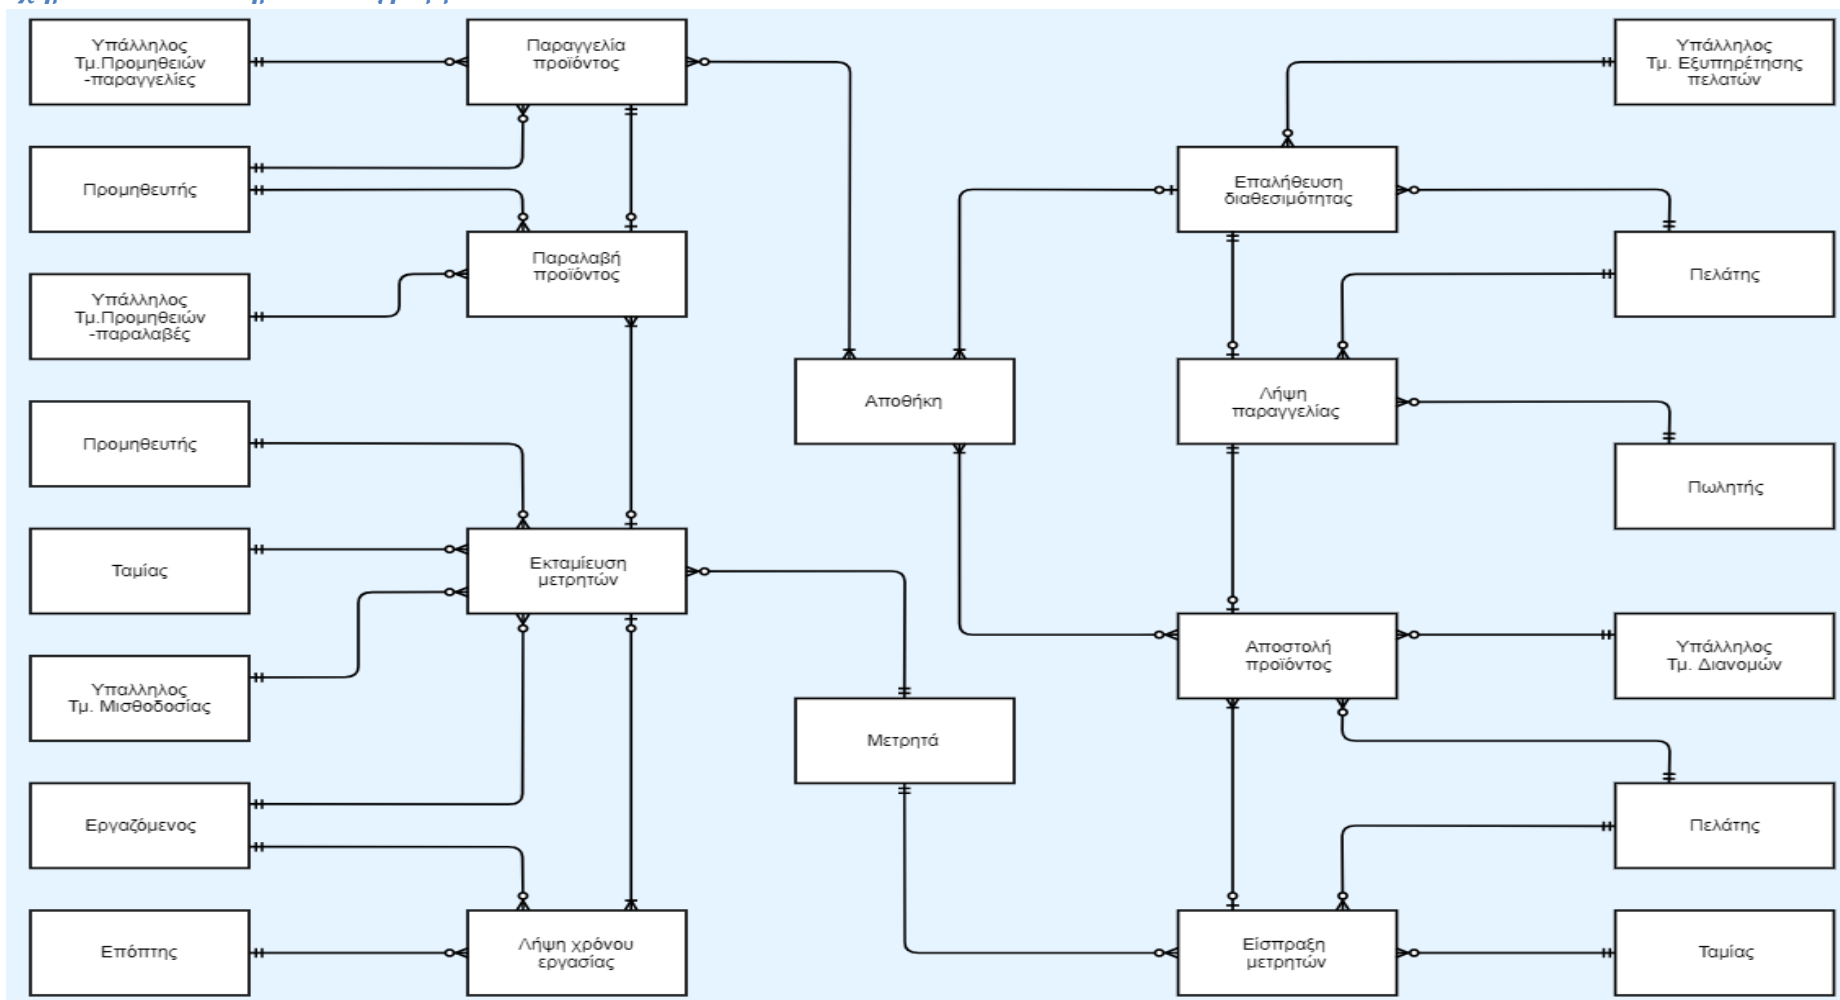 Υπάλληλος
Τμ.Προμηθειών
-παραγγελίες
Παραγγελία
προϊόντος
Υπάλληλος
Τμ. Εξυπηρέτησης
πελατών
Προμηθευτής
Επαλήθευση
διαθεσιμότητας
Παραλαβή
προϊόντος
Πελάτης
Υπάλληλος
Τμ.Προμηθειών
-παραλαβές
Αποθήκη
Λήψη
παραγγελίας
Προμηθευτής
Πωλητής
Ταμίας
Εκταμίευση
μετρητών
Αποστολή
προϊόντος
Υπάλληλος
Τμ. Διανομών
Υπαλληλος
Τμ. Μισθοδοσίας
Μετρητά
Εργαζόμενος
Πελάτης
Επόπτης
Λήψη χρόνου
εργασίας
Είσπραξη
μετρητών
Ταμίας